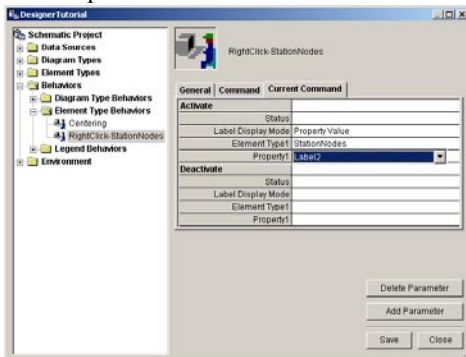 DesignerTutorial
Schematic Project
Data Sources
Diagram Types
Element Types
Behaviors
Diagram Type Behaviors
Element Type Behaviors
Centering
RightClick-StationNodes
Legend Behaviors
Environment
RightClick-StationNodes
General Command Current Command
Activate
Status
Label Display Mode Property Value
Element Type1 StationNodes
Property1 Label2
Deactivate
Status
Label Display Mode
Element Type1
Property1
Delete Parameter
Add Parameter
Save Close